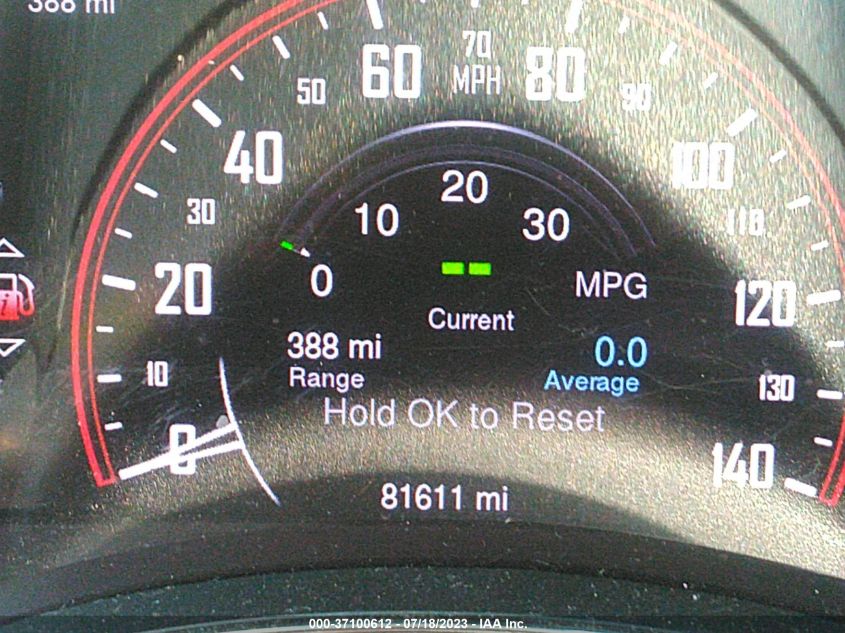 388 mi
70
60 MPH 80
50 90
40 100
20
30 10 30 110
0 MPG
20 120
Current
388 mi 0.0
10 Range Average 130
Hold OK to Reset
0 140
81611 mi
000-37100612 - 07/18/2023 - IAA Inc.